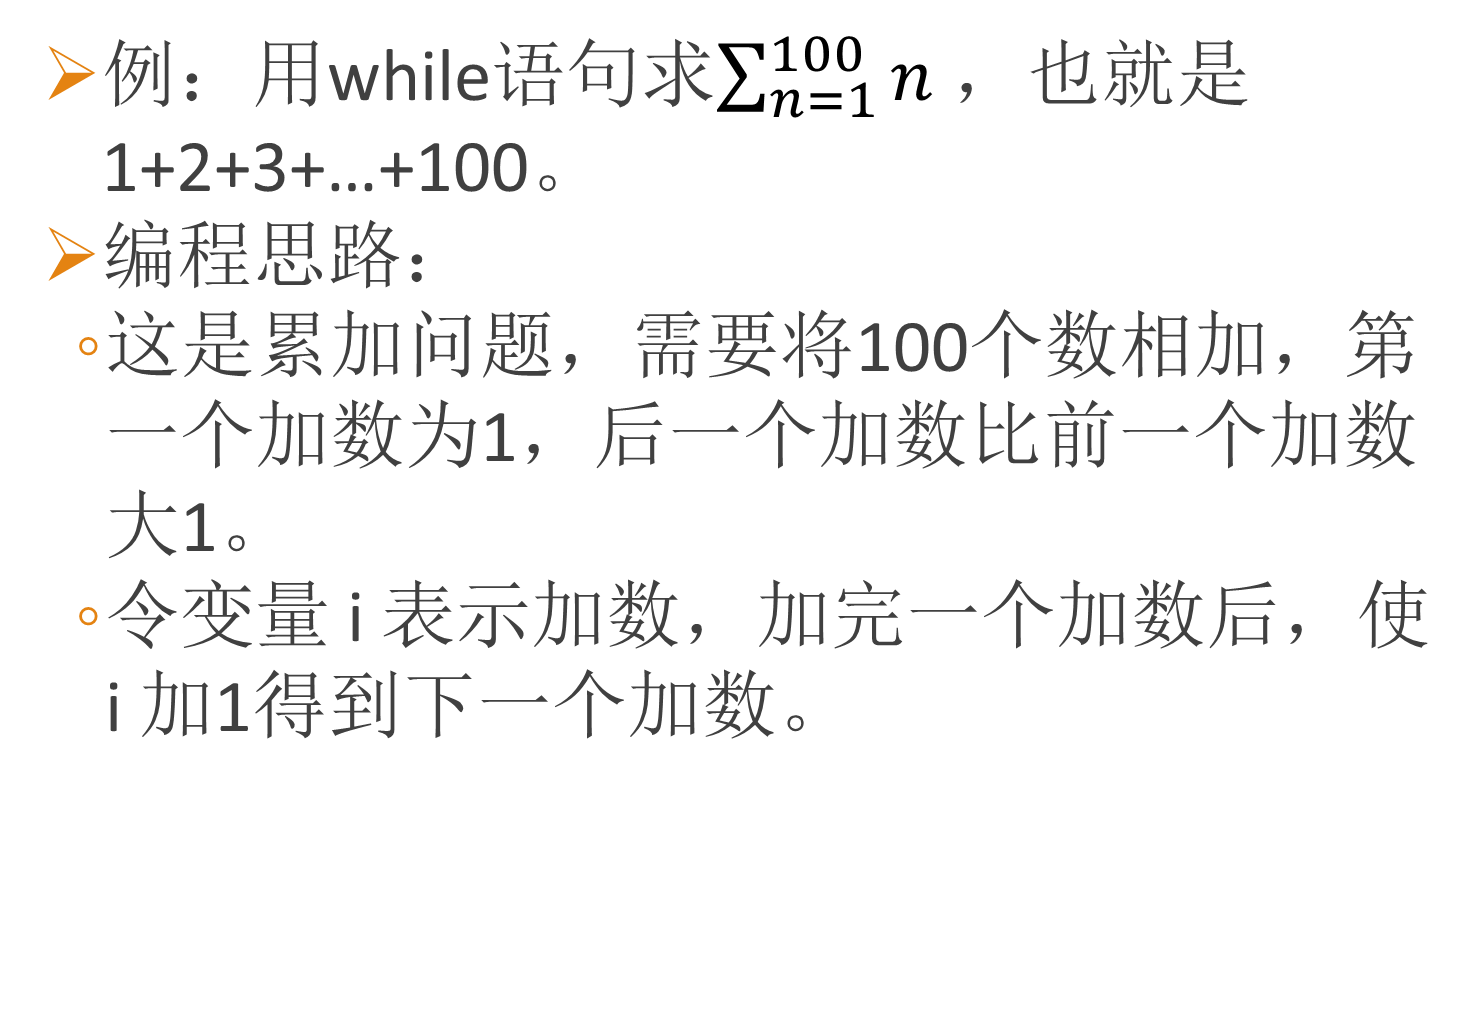 ➢例：用while语句求∑_{n=1}^{100} n ，也就是
1+2+3+…+100。
➢编程思路：
◦这是累加问题，需要将100个数相加，第
一个加数为1，后一个加数比前一个加数
大1。
◦令变量 i 表示加数，加完一个加数后，使
i 加1得到下一个加数。